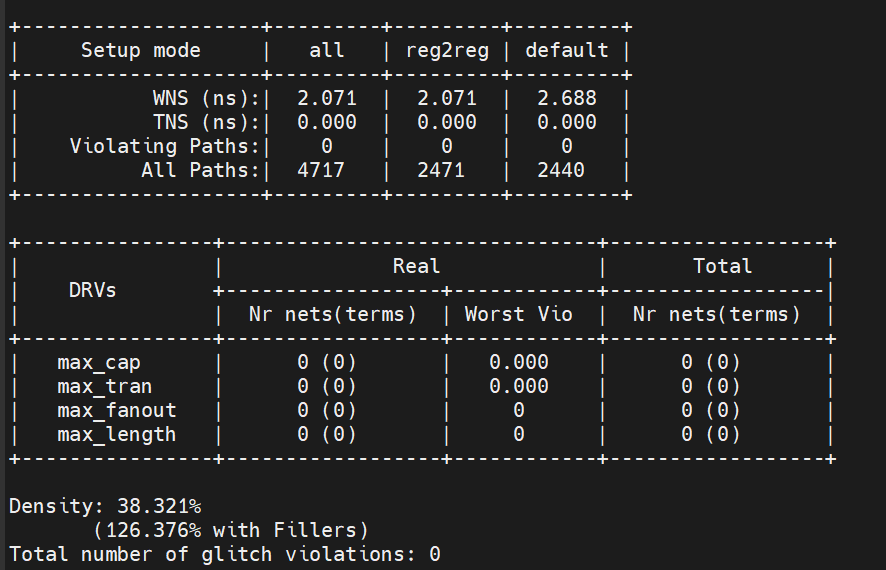 +--------------------+---------+---------+---------+
|     Setup mode     |   all   | reg2reg | default |
+--------------------+---------+---------+---------+
|           WNS (ns):|  2.071  |  2.071  |  2.688  |
|           TNS (ns):|  0.000  |  0.000  |  0.000  |
|    Violating Paths:|    0    |    0    |    0    |
|          All Paths:|  4717   |  2471   |  2440   |
+--------------------+---------+---------+---------+

+----------------+-------------------------------+------------------+
|                |              Real             |       Total      |
|    DRVs        +------------------+------------+------------------|
|                |  Nr nets(terms)  | Worst Vio  |  Nr nets(terms)  |
+----------------+------------------+------------+------------------+
|   max_cap      |      0 (0)       |   0.000    |      0 (0)       |
|   max_tran     |      0 (0)       |   0.000    |      0 (0)       |
|   max_fanout   |      0 (0)       |     0      |      0 (0)       |
|   max_length   |      0 (0)       |     0      |      0 (0)       |
+----------------+------------------+------------+------------------+

Density: 38.321%
       (126.376% with Fillers)
Total number of glitch violations: 0